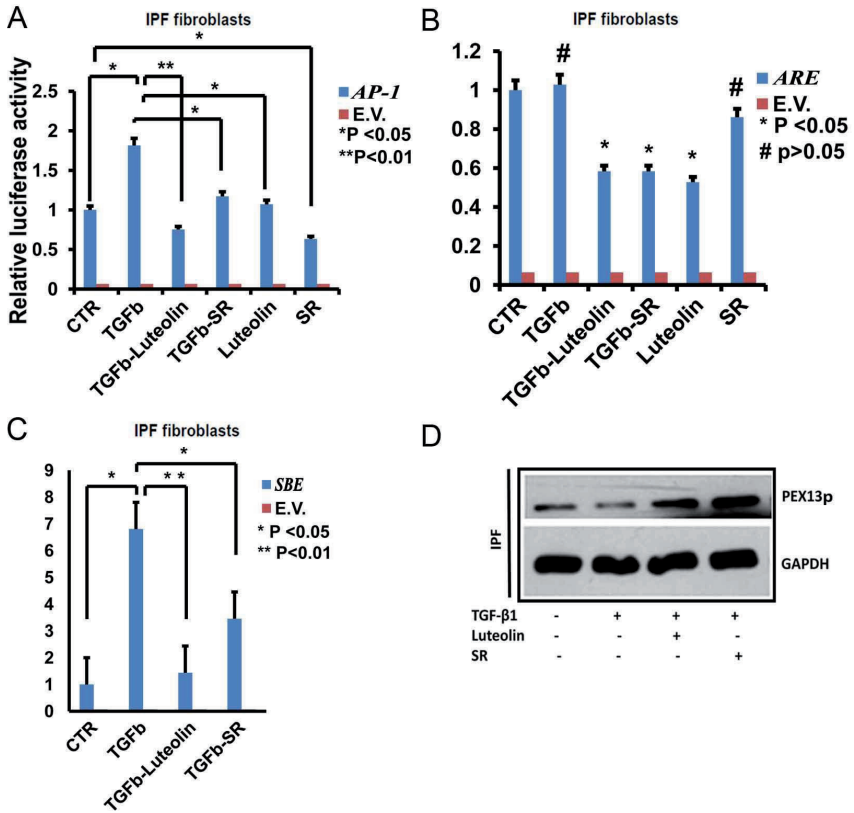 A
IPF fibroblasts
Relative luciferase activity
2.5
2
1.5
1
0.5
0
*
*
**
*
*
AP-1
E.V.
*P <0.05
**P<0.01
CTR
TGFb
TGFb-Luteolin
TGFb-SR
Luteolin
SR
B
IPF fibroblasts
1.2
1
0.8
0.6
0.4
0.2
0
#
*
*
*
#
ARE
E.V.
* P <0.05
# p>0.05
CTR
TGFb
TGFb-Luteolin
TGFb-SR
Luteolin
SR
C
IPF fibroblasts
9
8
7
6
5
4
3
2
1
0
*
*
* *
SBE
E.V.
* P <0.05
** P<0.01
CTR
TGFb
TGFb-Luteolin
TGFb-SR
D
IPF
PEX13p
GAPDH
TGF-β1 - + + +
Luteolin - - + -
SR - - - +